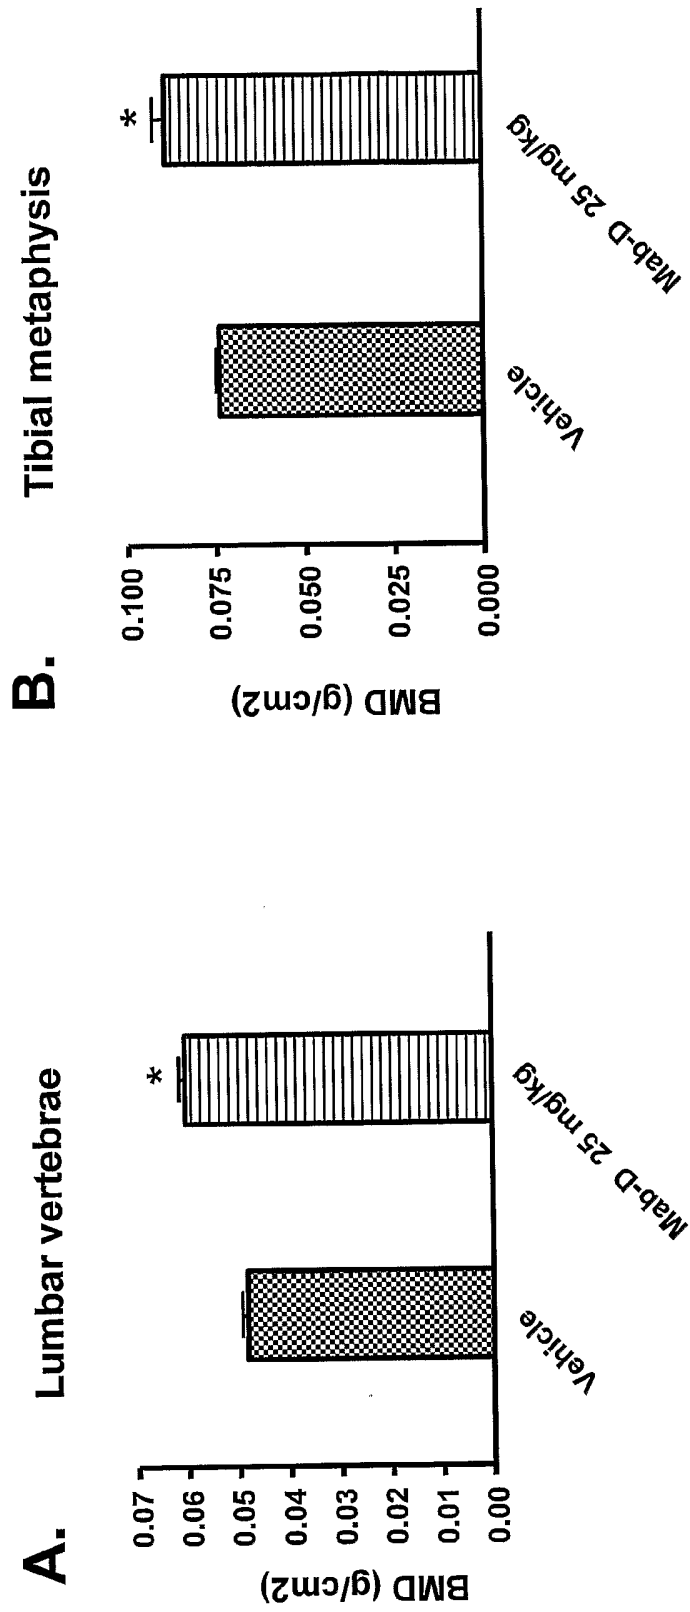 A.
Lumbar vertebrae
BMD (g/cm2)
0.07
0.06
0.05
0.04
0.03
0.02
0.01
0.00
*
Vehicle
Mab-D 25 mg/kg
B.
Tibial metaphysis
BMD (g/cm2)
0.100
0.075
0.050
0.025
0.000
*
Vehicle
Mab-D 25 mg/kg